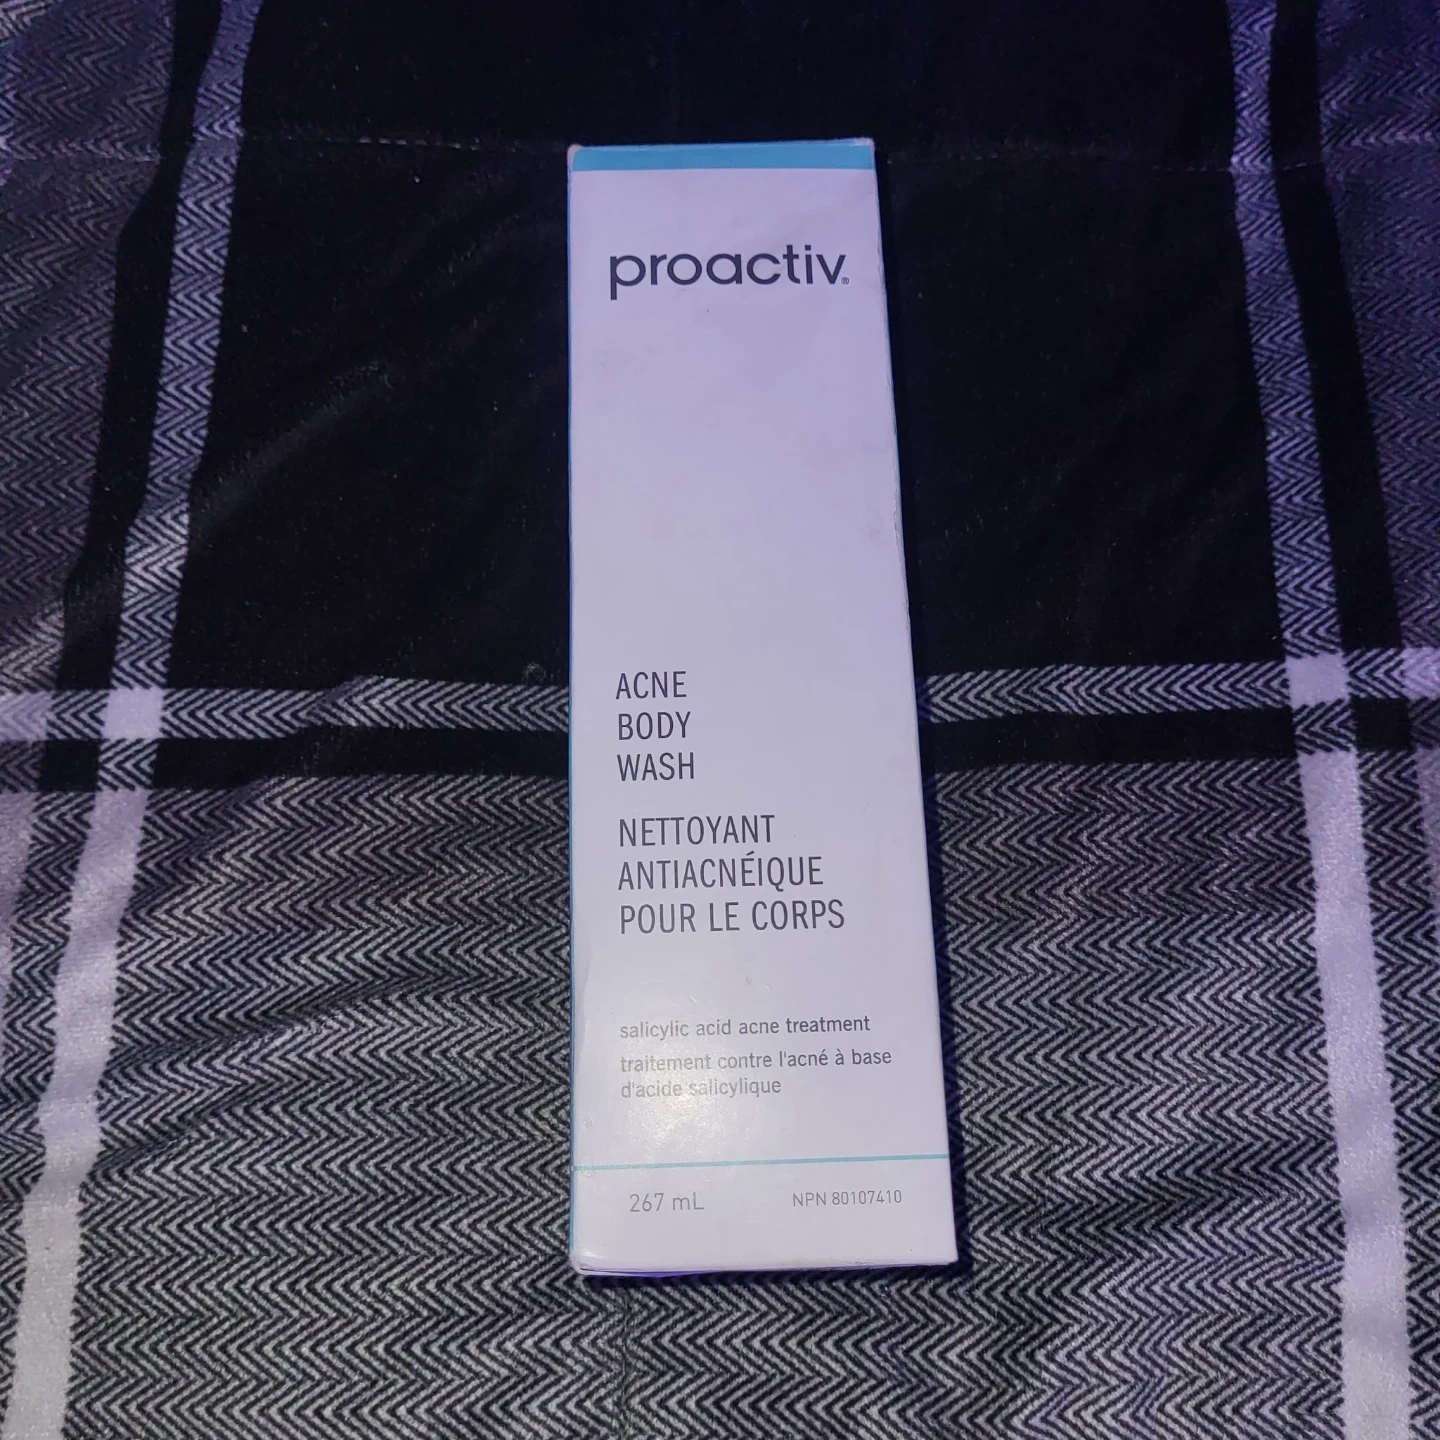 proactiv®
ACNE
BODY
WASH
NETTOYANT
ANTIACNÉIQUE
POUR LE CORPS
salicylic acid acne treatment
traitement contre l'acné à base
d'acide salicylique
267 mL NPN 80107410